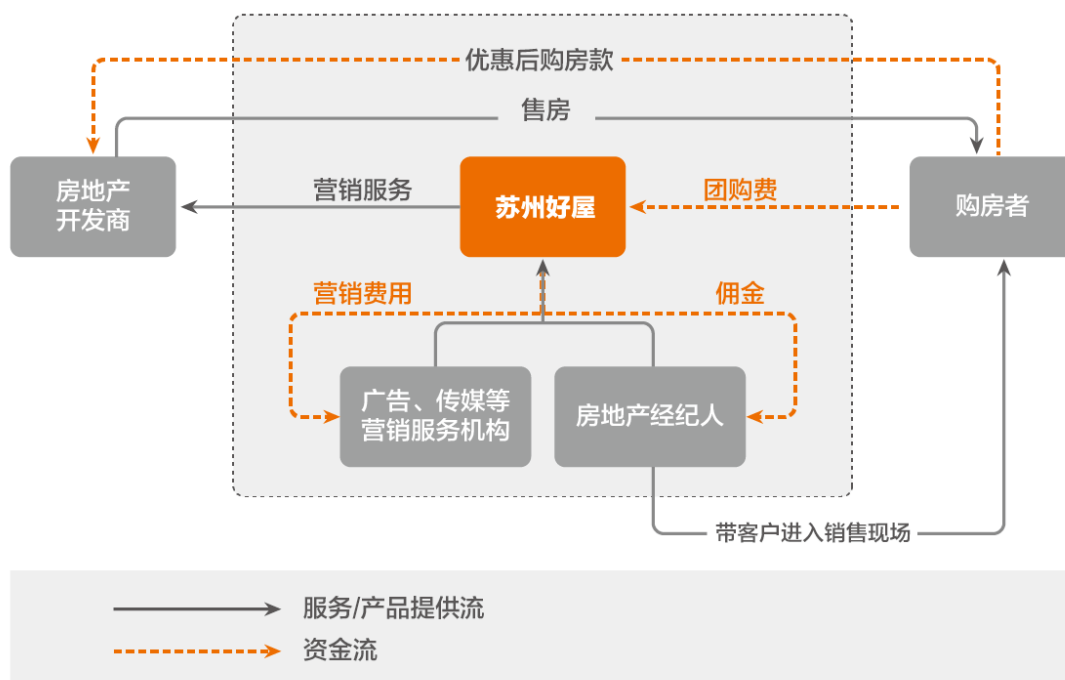 优惠后购房款
售房
房地产
开发商
营销服务
苏州好屋
团购费
购房者
营销费用
佣金
广告、传媒等
营销服务机构
房地产经纪人
带客户进入销售现场
服务/产品提供流
资金流